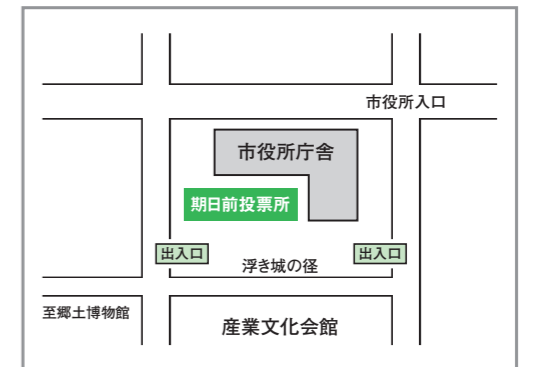 市役所入口
市役所庁舎
期日前投票所
出入口
出入口
浮き城の径
至郷土博物館
産業文化会館